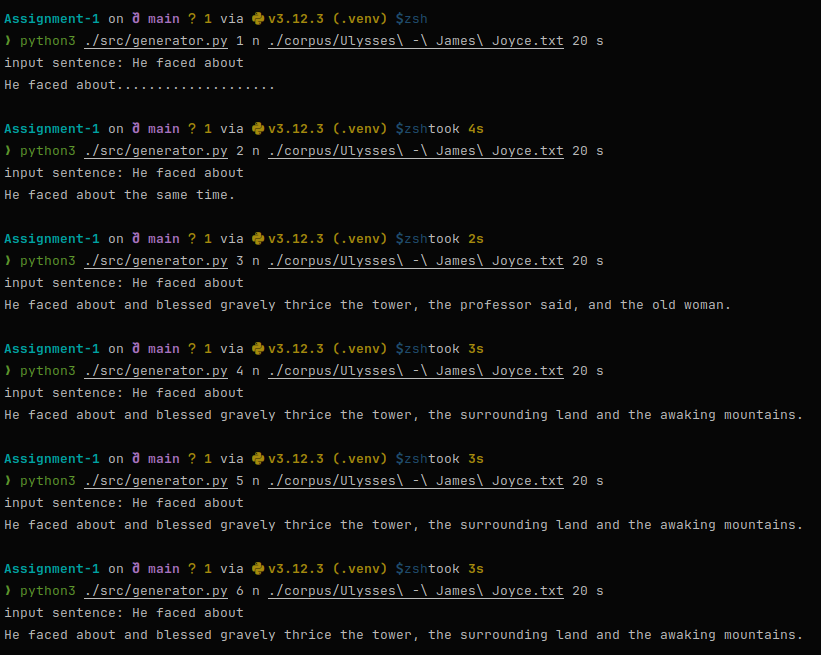 Assignment-1 on ð main ? 1 via v3.12.3 (.venv) $zsh
❯ python3 ./src/generator.py 1 n ./corpus/Ulysses\ -\ James\ Joyce.txt 20 s
input sentence: He faced about
He faced about....................
Assignment-1 on ð main ? 1 via v3.12.3 (.venv) $zshtook 4s
❯ python3 ./src/generator.py 2 n ./corpus/Ulysses\ -\ James\ Joyce.txt 20 s
input sentence: He faced about
He faced about the same time.
Assignment-1 on ð main ? 1 via v3.12.3 (.venv) $zshtook 2s
❯ python3 ./src/generator.py 3 n ./corpus/Ulysses\ -\ James\ Joyce.txt 20 s
input sentence: He faced about
He faced about and blessed gravely thrice the tower, the professor said, and the old woman.
Assignment-1 on ð main ? 1 via v3.12.3 (.venv) $zshtook 3s
❯ python3 ./src/generator.py 4 n ./corpus/Ulysses\ -\ James\ Joyce.txt 20 s
input sentence: He faced about
He faced about and blessed gravely thrice the tower, the surrounding land and the awaking mountains.
Assignment-1 on ð main ? 1 via v3.12.3 (.venv) $zshtook 3s
❯ python3 ./src/generator.py 5 n ./corpus/Ulysses\ -\ James\ Joyce.txt 20 s
input sentence: He faced about
He faced about and blessed gravely thrice the tower, the surrounding land and the awaking mountains.
Assignment-1 on ð main ? 1 via v3.12.3 (.venv) $zshtook 3s
❯ python3 ./src/generator.py 6 n ./corpus/Ulysses\ -\ James\ Joyce.txt 20 s
input sentence: He faced about
He faced about and blessed gravely thrice the tower, the surrounding land and the awaking mountains.